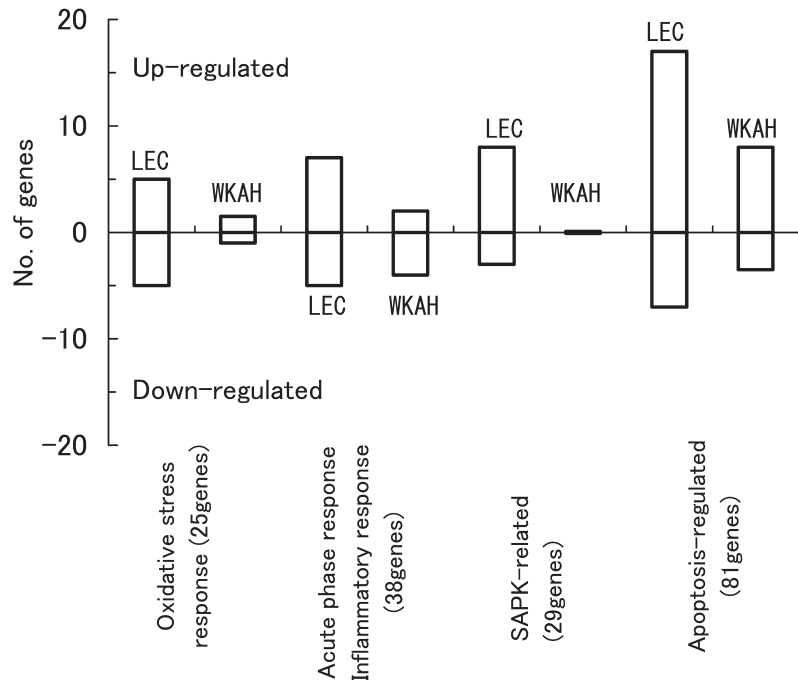 20
10
0
-10
-20
No. of genes
Up-regulated
Down-regulated
LEC
WKAH
LEC
WKAH
LEC
WKAH
LEC
WKAH
Oxidative stress
response (25genes)
Acute phase response
Inflammatory response
(38genes)
SAPK-related
(29genes)
Apoptosis-regulated
(81genes)